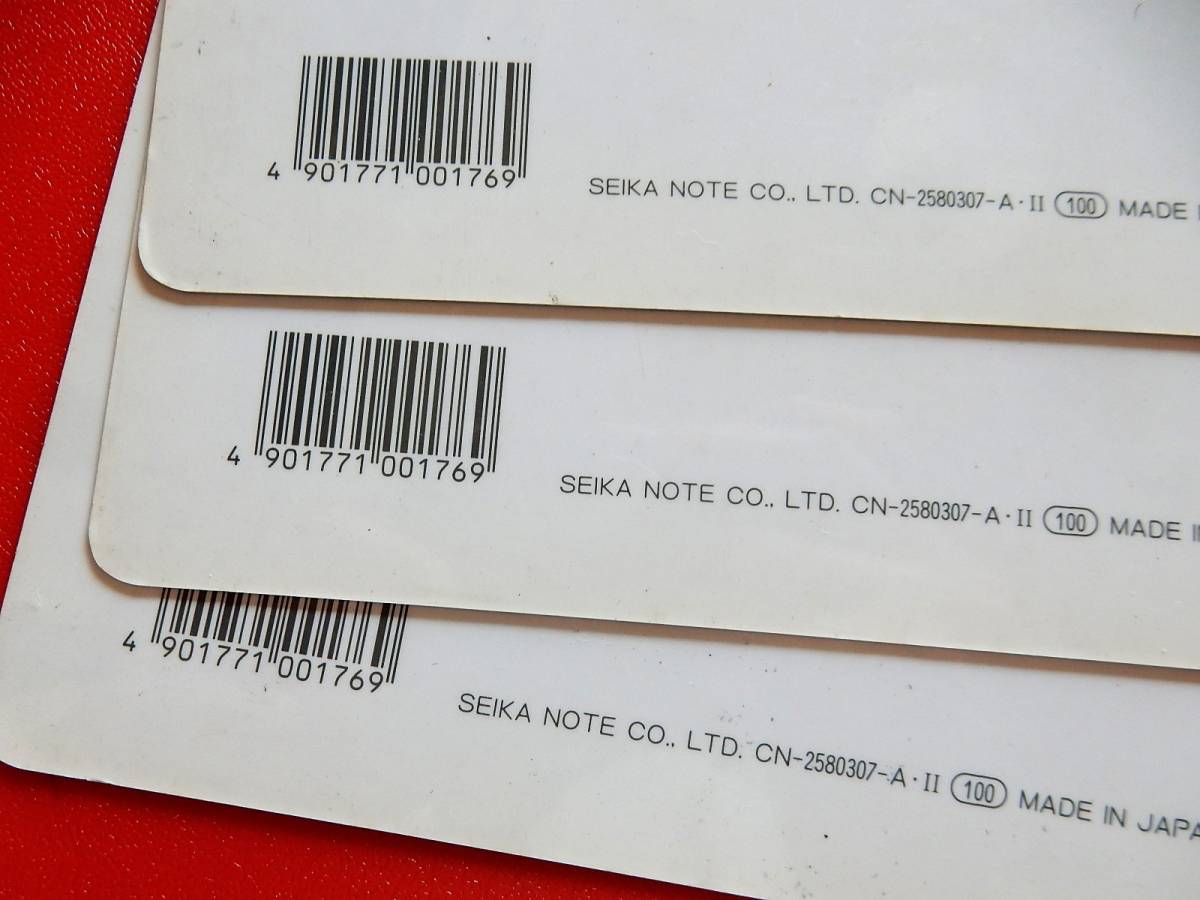 4 901771 001769
SEIKA NOTE CO., LTD. CN-2580307-A·II 100 MADE
4 901771 001769
SEIKA NOTE CO., LTD. CN-2580307-A·II 100 MADE
4 901771 001769
SEIKA NOTE CO., LTD. CN-2580307-A·II 100 MADE IN JAPA